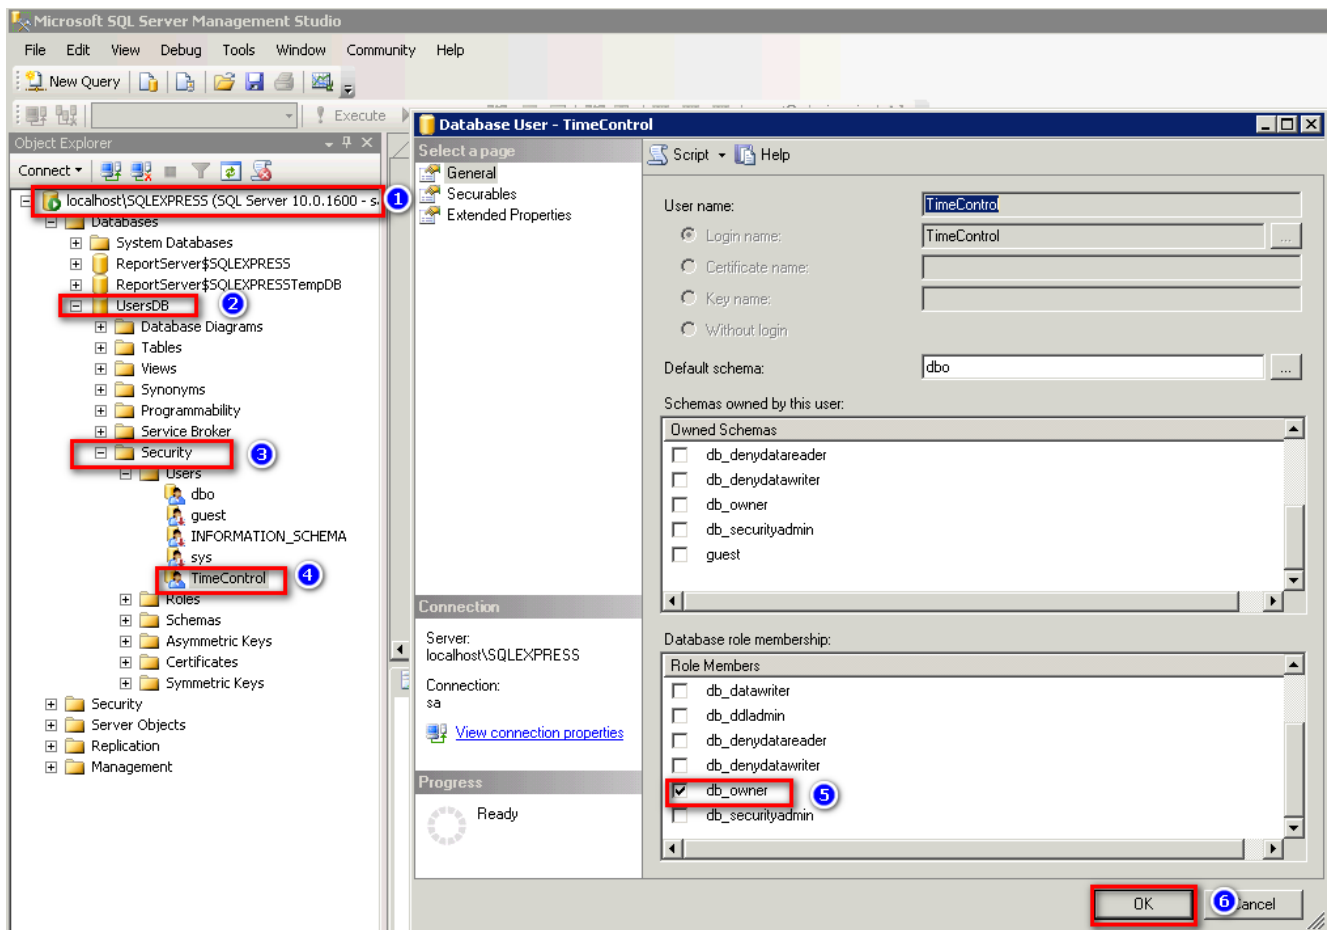 Microsoft SQL Server Management Studio
File Edit View Debug Tools Window Community Help
New Query
Execute
Object Explorer
Connect
localhost\SQLEXPRESS (SQL Server 10.0.1600 - s
1
Databases
System Databases
ReportServer$SQLEXPRESS
ReportServer$SQLEXPRESSTempDB
UsersDB
2
Database Diagrams
Tables
Views
Synonyms
Programmability
Service Broker
Security
3
Users
dbo
guest
INFORMATION_SCHEMA
sys
TimeControl
4
Roles
Schemas
Asymmetric Keys
Certificates
Symmetric Keys
Security
Server Objects
Replication
Management
Database User - TimeControl
Select a page
General
Securables
Extended Properties
Connection
Server:
localhost\SQLEXPRESS
Connection:
sa
View connection properties
Progress
Ready
Script Help
User name: TimeControl
Login name: TimeControl ...
Certificate name:
Key name:
Without login
Default schema: dbo ...
Schemas owned by this user:
Owned Schemas
db_denydatareader
db_denydatawriter
db_owner
db_securityadmin
guest
Database role membership:
Role Members
db_datawriter
db_ddladmin
db_denydatareader
db_denydatawriter
db_owner
5
db_securityadmin
OK
6
ancel